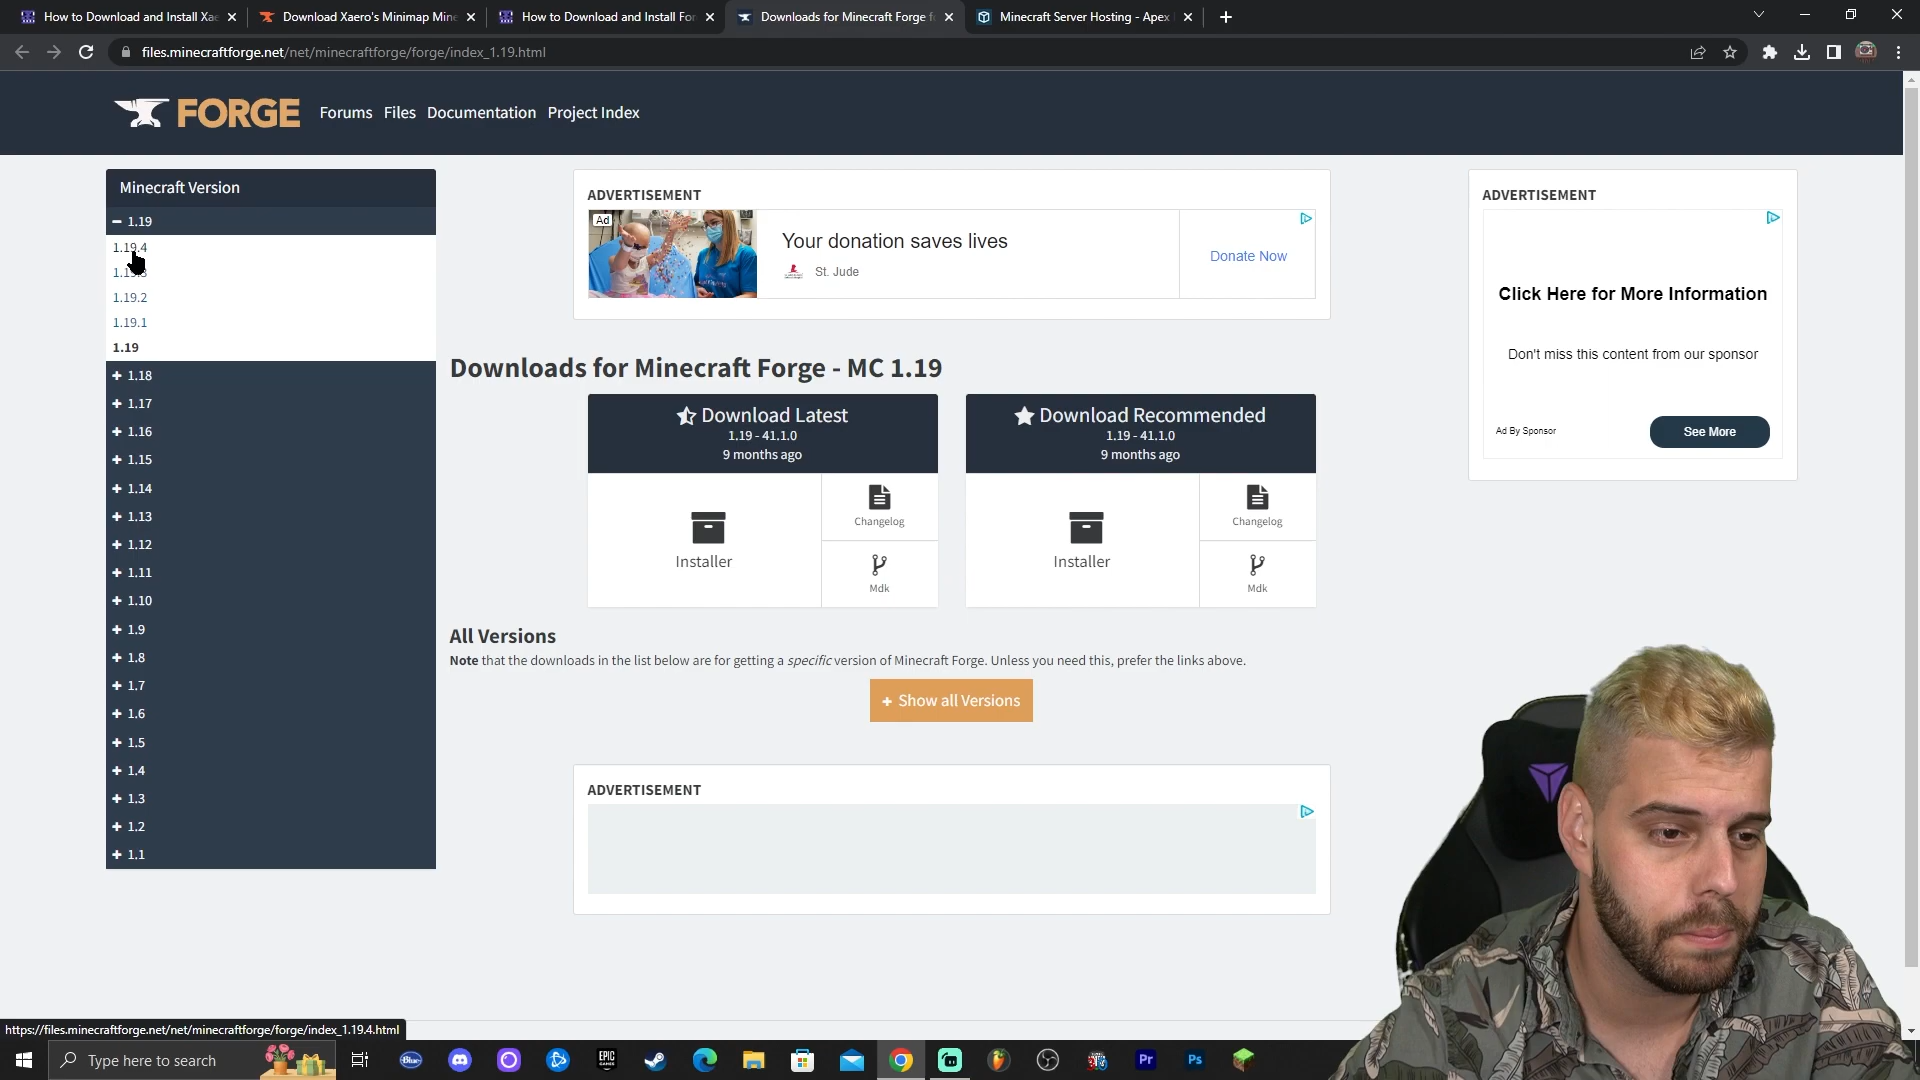 How to Download and Install Xae
Download Xaero's Minimap Mine
How to Download and Install For
Downloads for Minecraft Forge f
Minecraft Server Hosting - Apex
files.minecraftforge.net/net/minecraftforge/forge/index_1.19.html
FORGE
Forums Files Documentation Project Index
Minecraft Version
1.19
1.19.4
1.19.3
1.19.2
1.19.1
1.19
1.18
1.17
1.16
1.15
1.14
1.13
1.12
1.11
1.10
1.9
1.8
1.7
1.6
1.5
1.4
1.3
1.2
1.1
ADVERTISEMENT
Ad
Your donation saves lives
St. Jude
Donate Now
Downloads for Minecraft Forge - MC 1.19
Download Latest
1.19 - 41.1.0
9 months ago
Installer
Changelog
Mdk
Download Recommended
1.19 - 41.1.0
9 months ago
Installer
Changelog
Mdk
All Versions
Note that the downloads in the list below are for getting a specific version of Minecraft Forge. Unless you need this, prefer the links above.
+ Show all Versions
ADVERTISEMENT
ADVERTISEMENT
Click Here for More Information
Don't miss this content from our sponsor
Ad By Sponsor
See More
https://files.minecraftforge.net/net/minecraftforge/forge/index_1.19.4.html
Type here to search
Blue
EPIC
GAMES
Pr
Ps